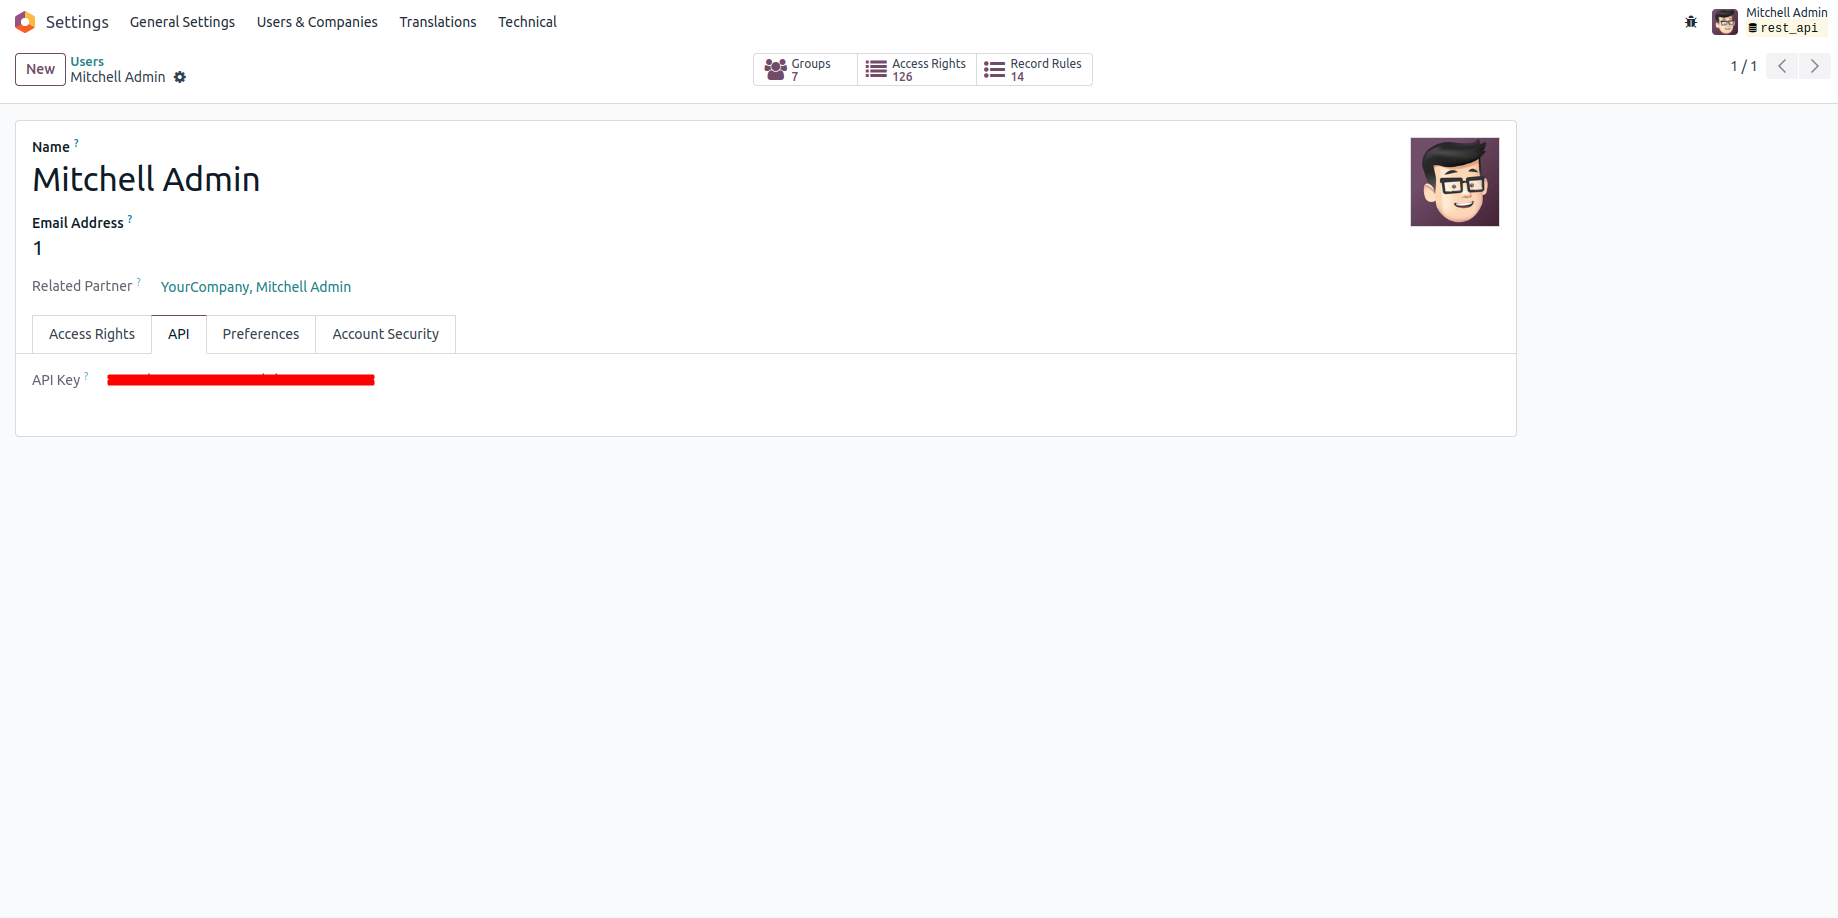 Settings General Settings Users & Companies Translations Technical
Mitchell Admin
rest_api
New
Users
Mitchell Admin
Groups
7
Access Rights
126
Record Rules
14
1 / 1
Name ?
Mitchell Admin
Email Address ?
1
Related Partner ? YourCompany, Mitchell Admin
Access Rights API Preferences Account Security
API Key ?